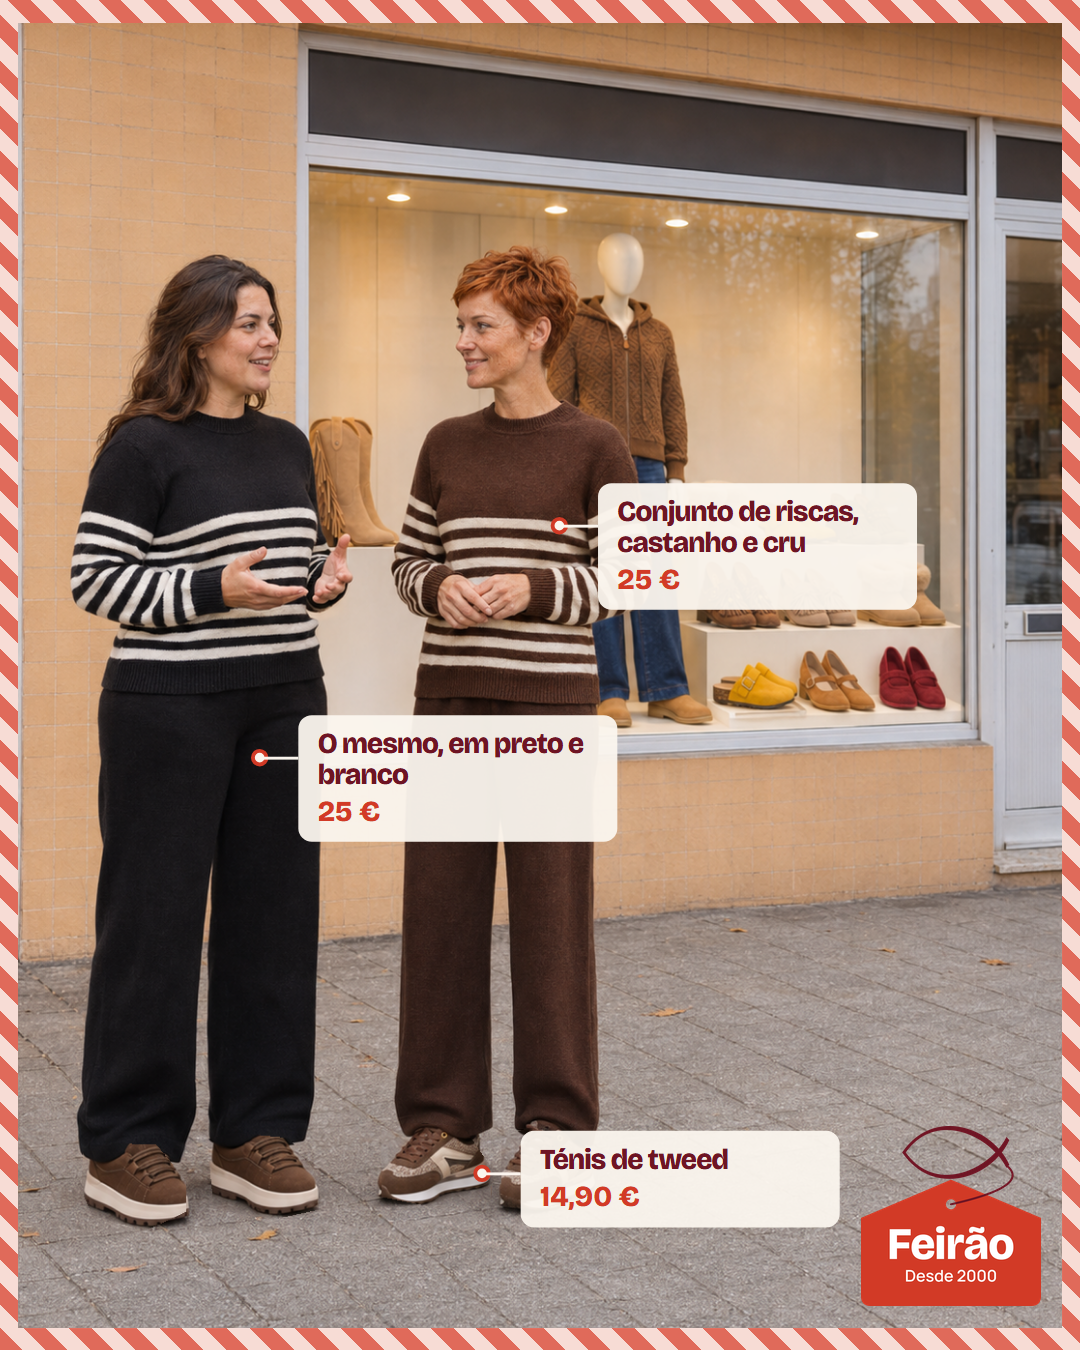 Conjunto de riscas,
castanho e cru
25 €
O mesmo, em preto e
branco
25 €
Ténis de tweed
14,90 €
Feirão
Desde 2000